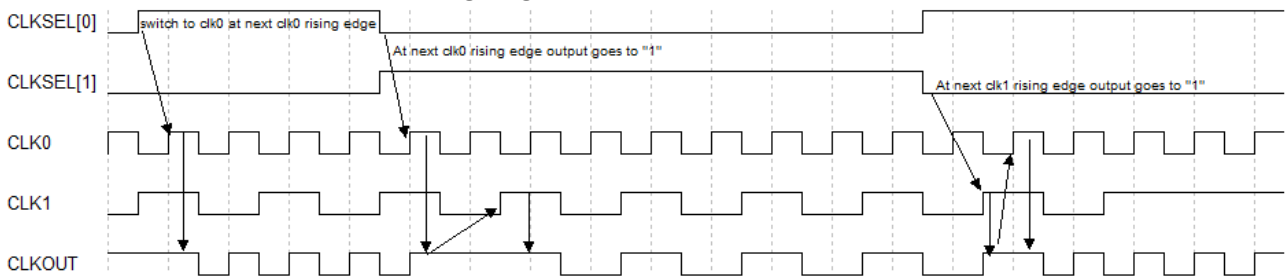 CLKSEL[0]
switch to clk0 at next clk0 rising edge
At next clk0 rising edge output goes to "1"
CLKSEL[1]
At next clk1 rising edge output goes to "1"
CLK0
CLK1
CLKOUT